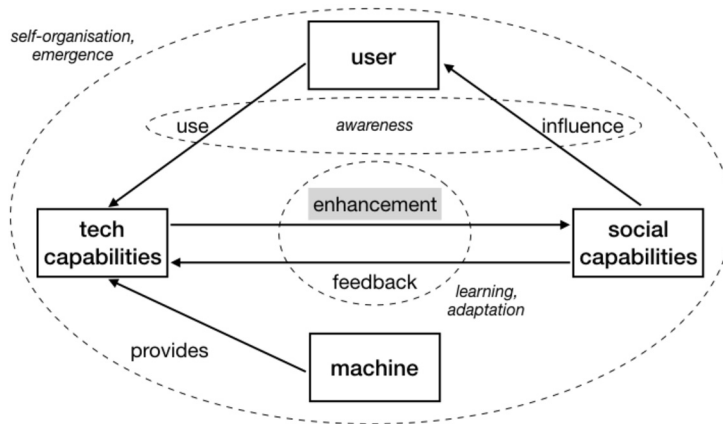 self-organisation,
emergence
user
use
awareness
influence
enhancement
tech
capabilities
social
capabilities
feedback
learning,
adaptation
provides
machine